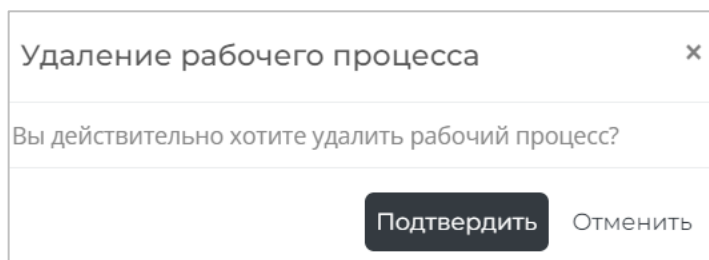 Удаление рабочего процесса ×
Вы действительно хотите удалить рабочий процесс?
Подтвердить Отменить